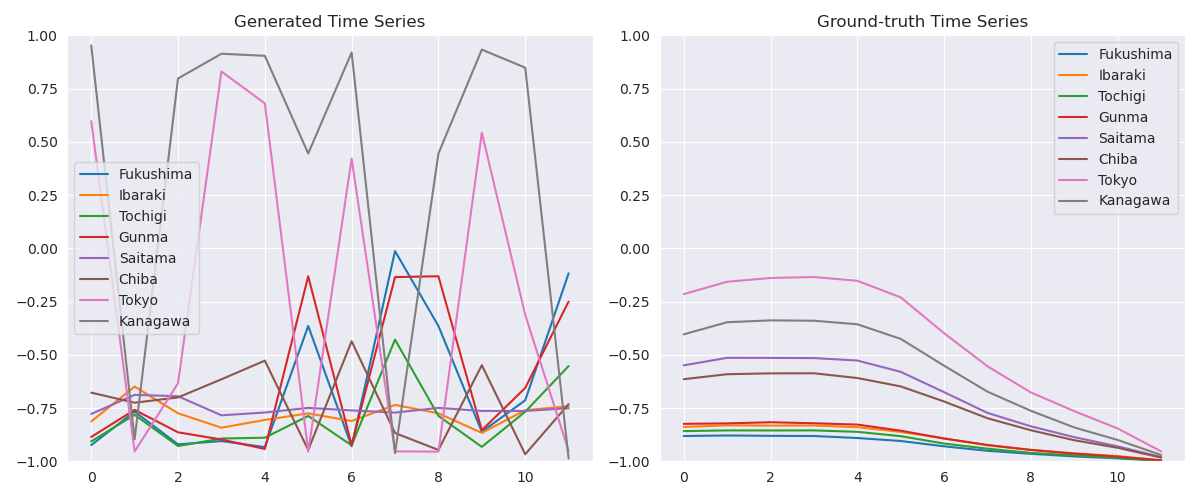 Generated Time Series
1.00
0.75
0.50
0.25
0.00
−0.25
−0.50
−0.75
−1.00
0 2 4 6 8 10
Fukushima
Ibaraki
Tochigi
Gunma
Saitama
Chiba
Tokyo
Kanagawa
Ground-truth Time Series
1.00
0.75
0.50
0.25
0.00
−0.25
−0.50
−0.75
−1.00
0 2 4 6 8 10
Fukushima
Ibaraki
Tochigi
Gunma
Saitama
Chiba
Tokyo
Kanagawa